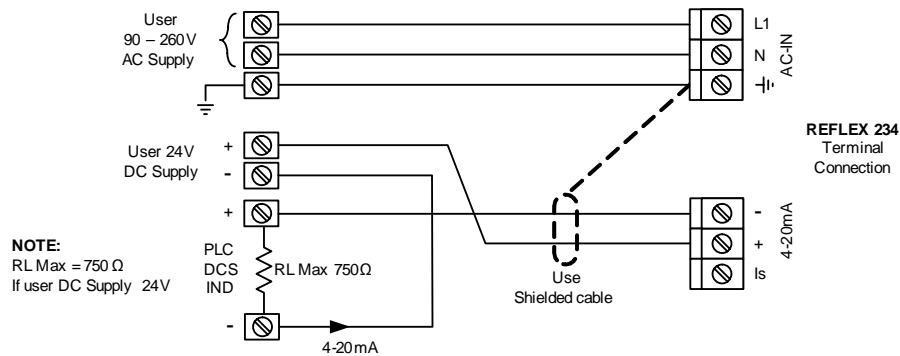 User
90 – 260V
AC Supply
L1
N
AC-IN
REFLEX 234
Terminal
Connection
User 24V
DC Supply
+
-
+
-
+
Is
4-20mA
NOTE:
RL Max = 750 Ω
If user DC Supply 24V
PLC
DCS
IND
RL Max 750Ω
Use
Shielded cable
-
4-20mA